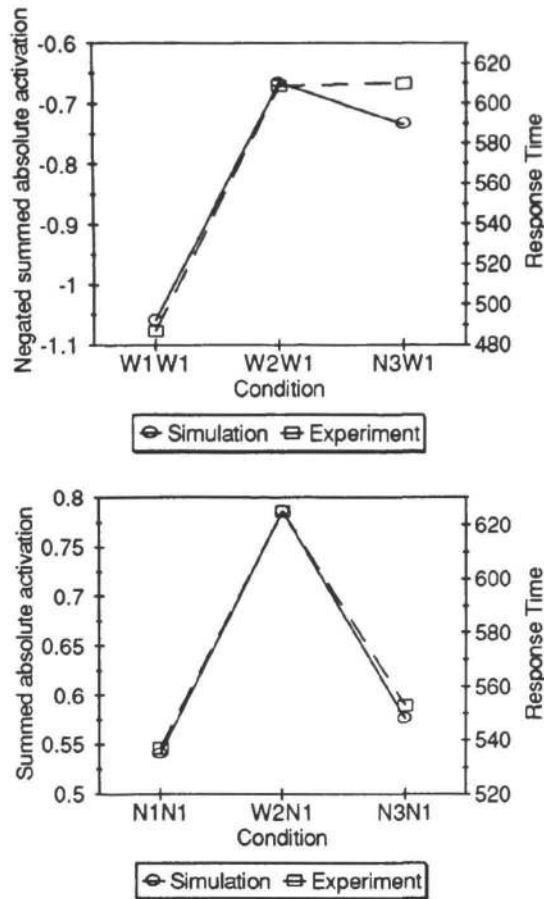 Negated summed absolute activation
-0.6
-0.7
-0.8
-0.9
-1
-1.1
620
600
580
560
540
520
500
480
Response Time
W1W1 W2W1 N3W1
Condition
Simulation Experiment
Summed absolute activation
0.8
0.75
0.7
0.65
0.6
0.55
0.5
620
600
580
560
540
520
Response Time
N1N1 W2N1 N3N1
Condition
Simulation Experiment